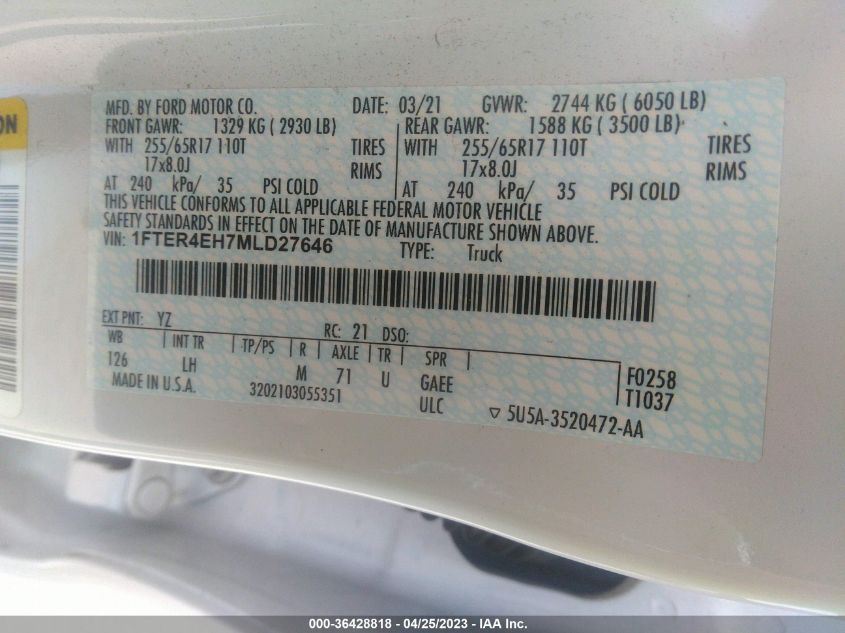 ON
MFD. BY FORD MOTOR CO. DATE: 03/21 GVWR: 2744 KG ( 6050 LB)
FRONT GAWR: 1329 KG ( 2930 LB) REAR GAWR: 1588 KG ( 3500 LB)
WITH 255/65R17 110T TIRES WITH 255/65R17 110T TIRES
17x8.0J RIMS 17x8.0J RIMS
AT 240 kPa/ 35 PSI COLD AT 240 kPa/ 35 PSI COLD
THIS VEHICLE CONFORMS TO ALL APPLICABLE FEDERAL MOTOR VEHICLE
SAFETY STANDARDS IN EFFECT ON THE DATE OF MANUFACTURE SHOWN ABOVE.
VIN: 1FTER4EH7MLD27646 TYPE: Truck
EXT PNT: YZ RC: 21 DSO:
WB INT TR TP/PS R AXLE TR SPR
126 LH M 71 U GAEE F0258
MADE IN U.S.A. 3202103055351 ULC T1037
5U5A-3520472-AA
000-36428818 - 04/25/2023 - IAA Inc.